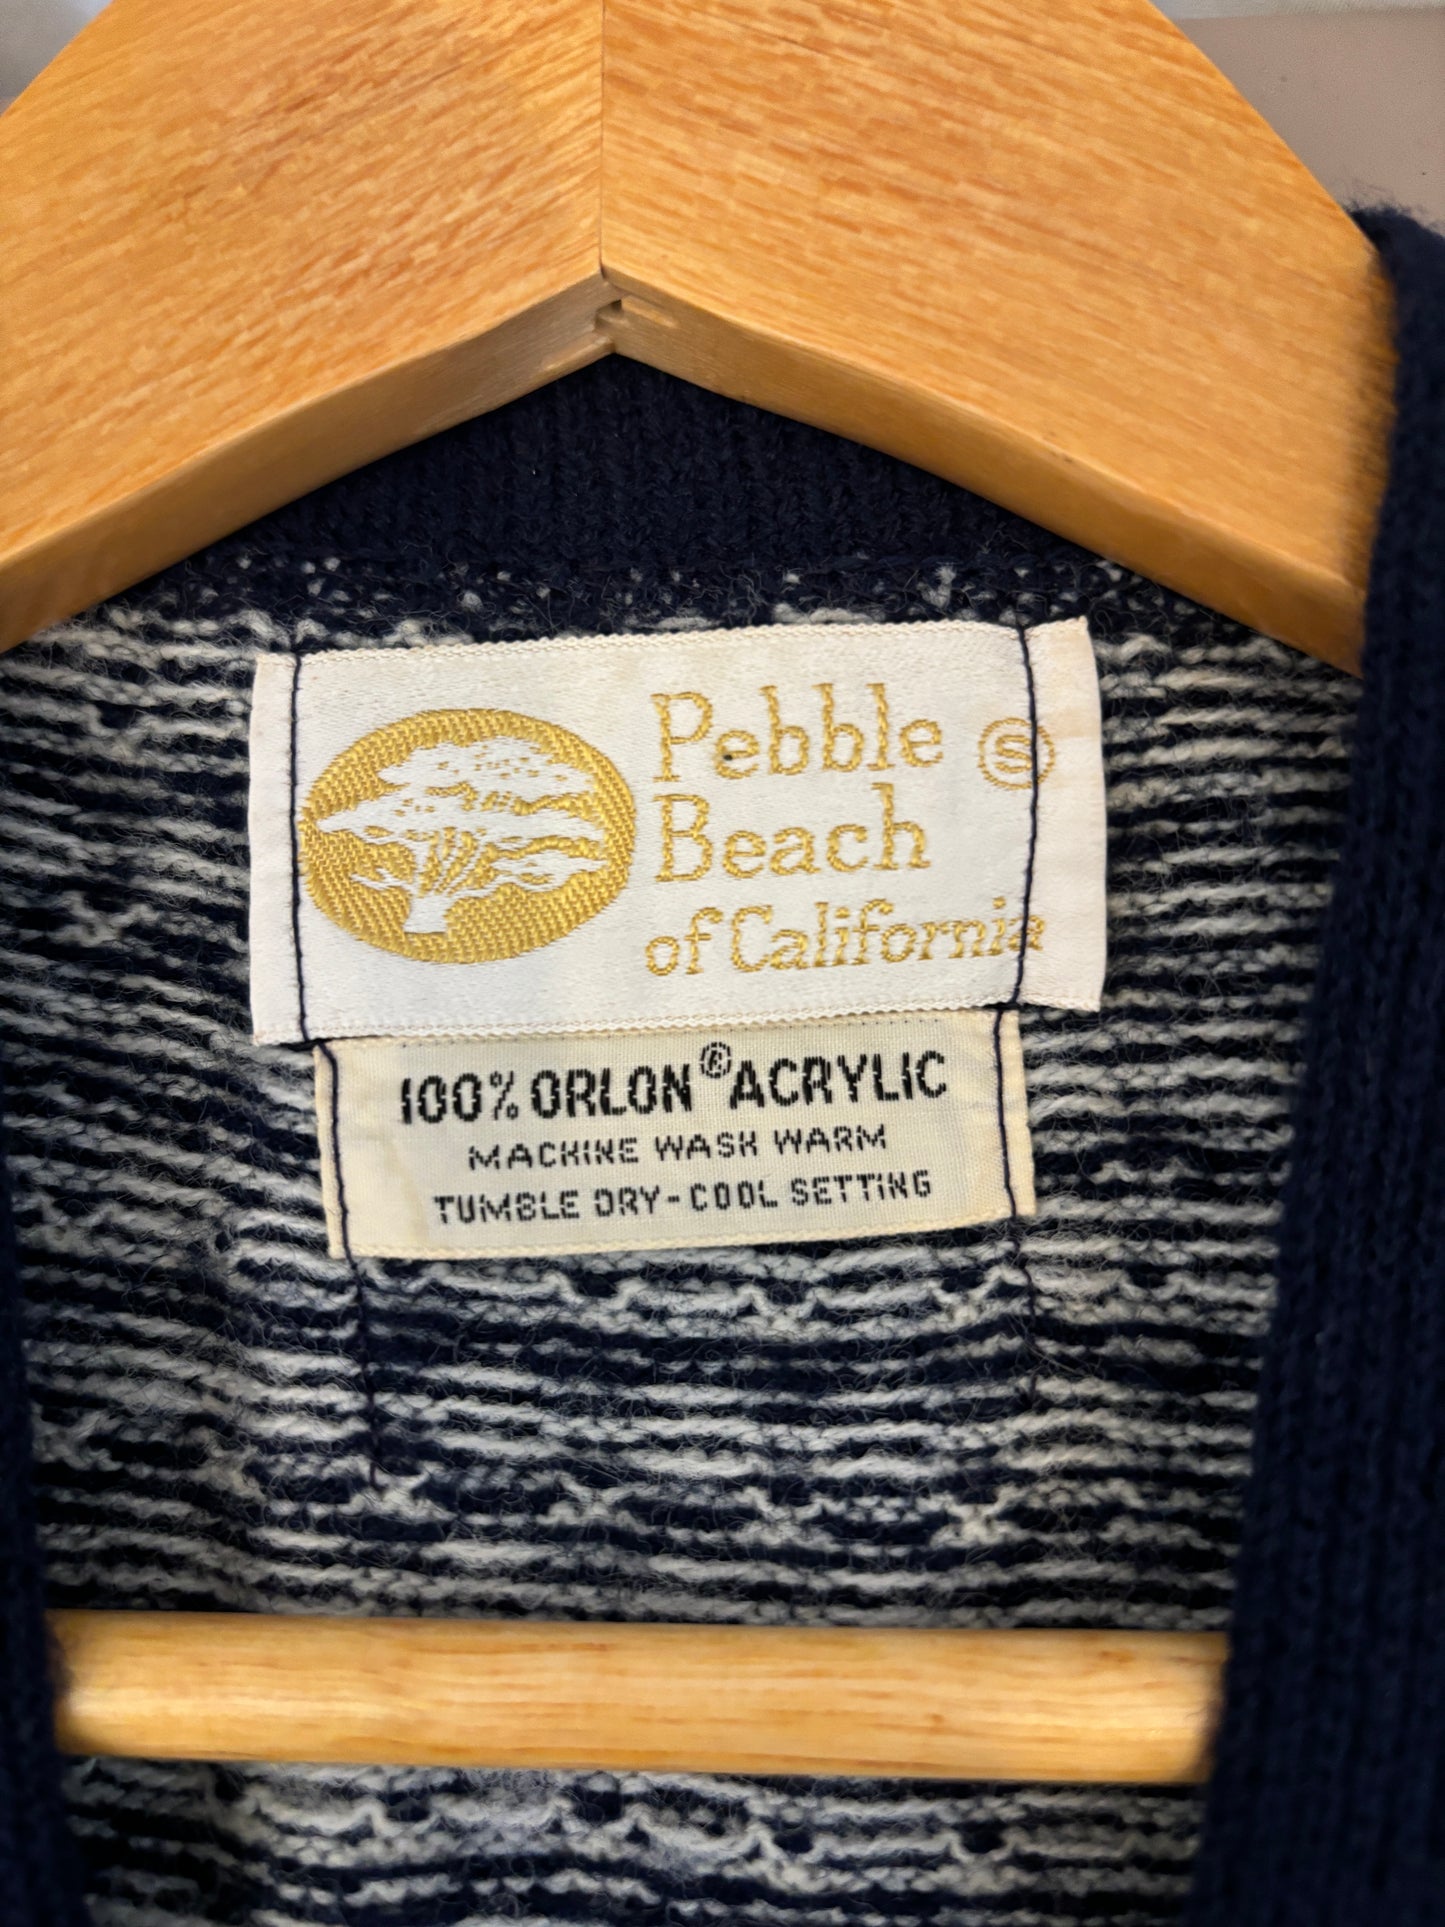 Pebble Ⓢ
Beach
of California
100% ORLON® ACRYLIC
MACHINE WASH WARM
TUMBLE DRY-COOL SETTING